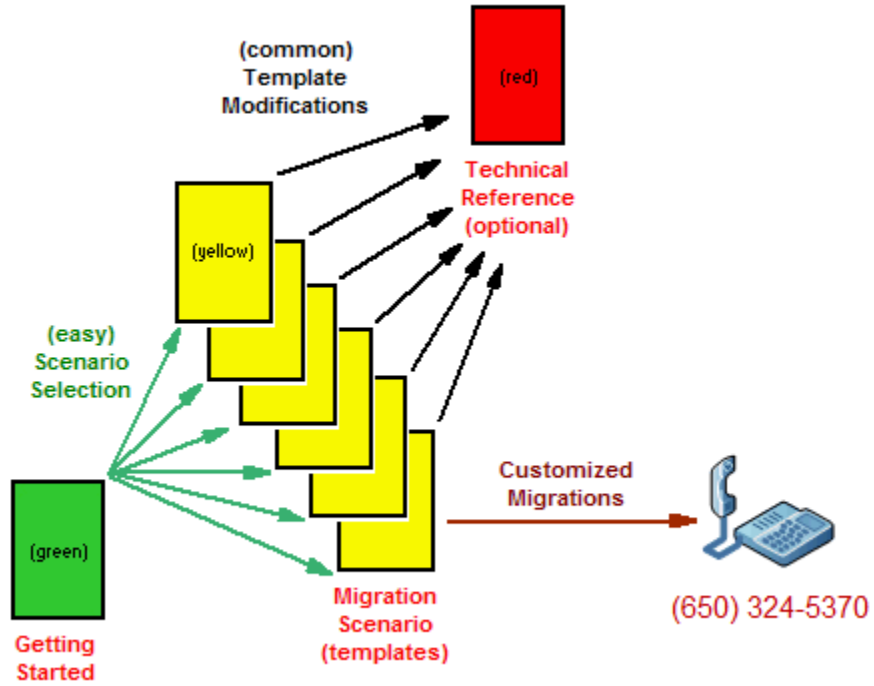 (common)
Template
Modifications
(red)
Technical
Reference
(optional)
(yellow)
(easy)
Scenario
Selection
Customized
Migrations
(green)
(650) 324-5370
Migration
Scenario
(templates)
Getting
Started